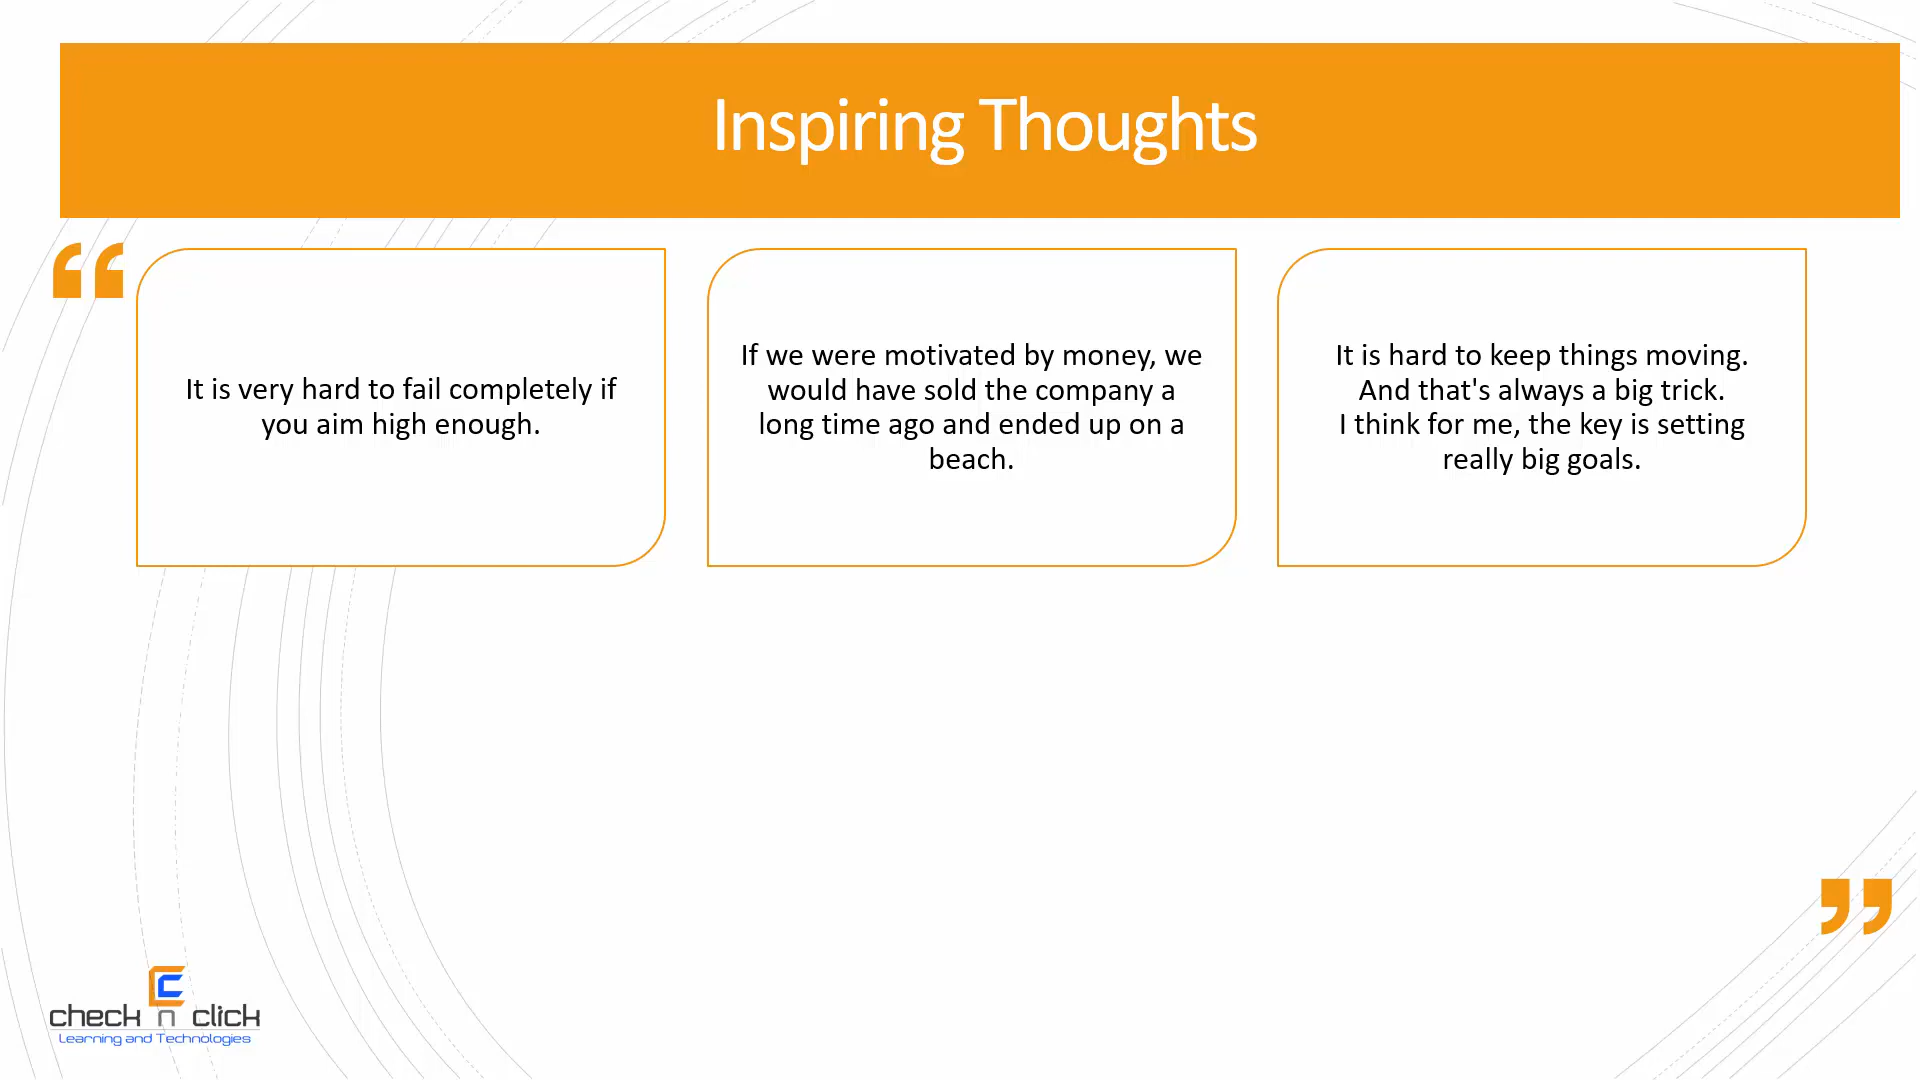 Inspiring Thoughts
“
It is very hard to fail completely if
you aim high enough.
If we were motivated by money, we
would have sold the company a
long time ago and ended up on a
beach.
It is hard to keep things moving.
And that's always a big trick.
I think for me, the key is setting
really big goals.
”
check n click
Learning and Technologies